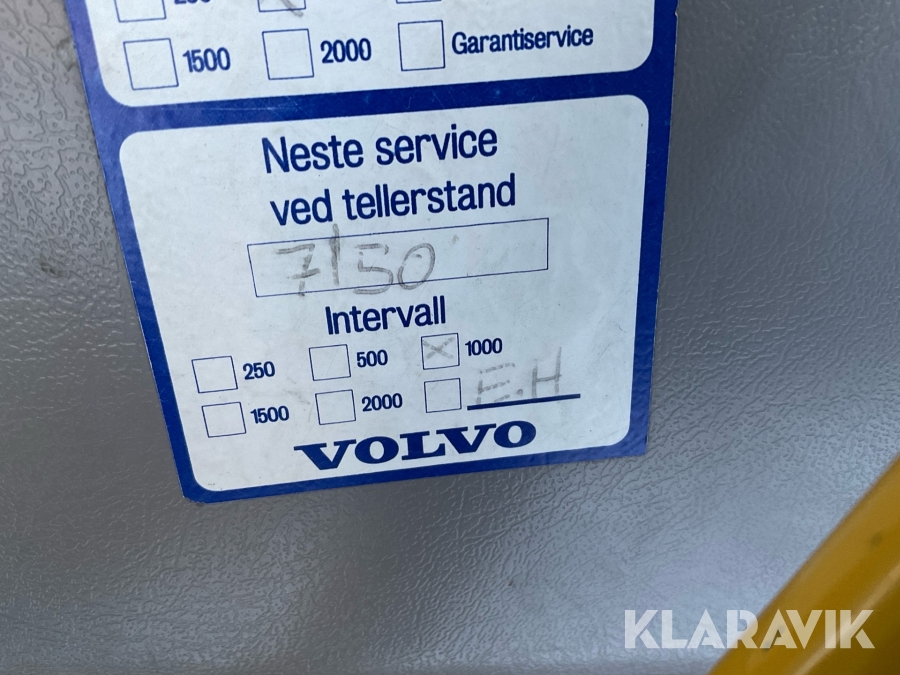 1500 2000 Garantiservice
Neste service
ved tellerstand
7150
Intervall
250 500 1000
1500 2000 E.H
VOLVO
KLARAVIK